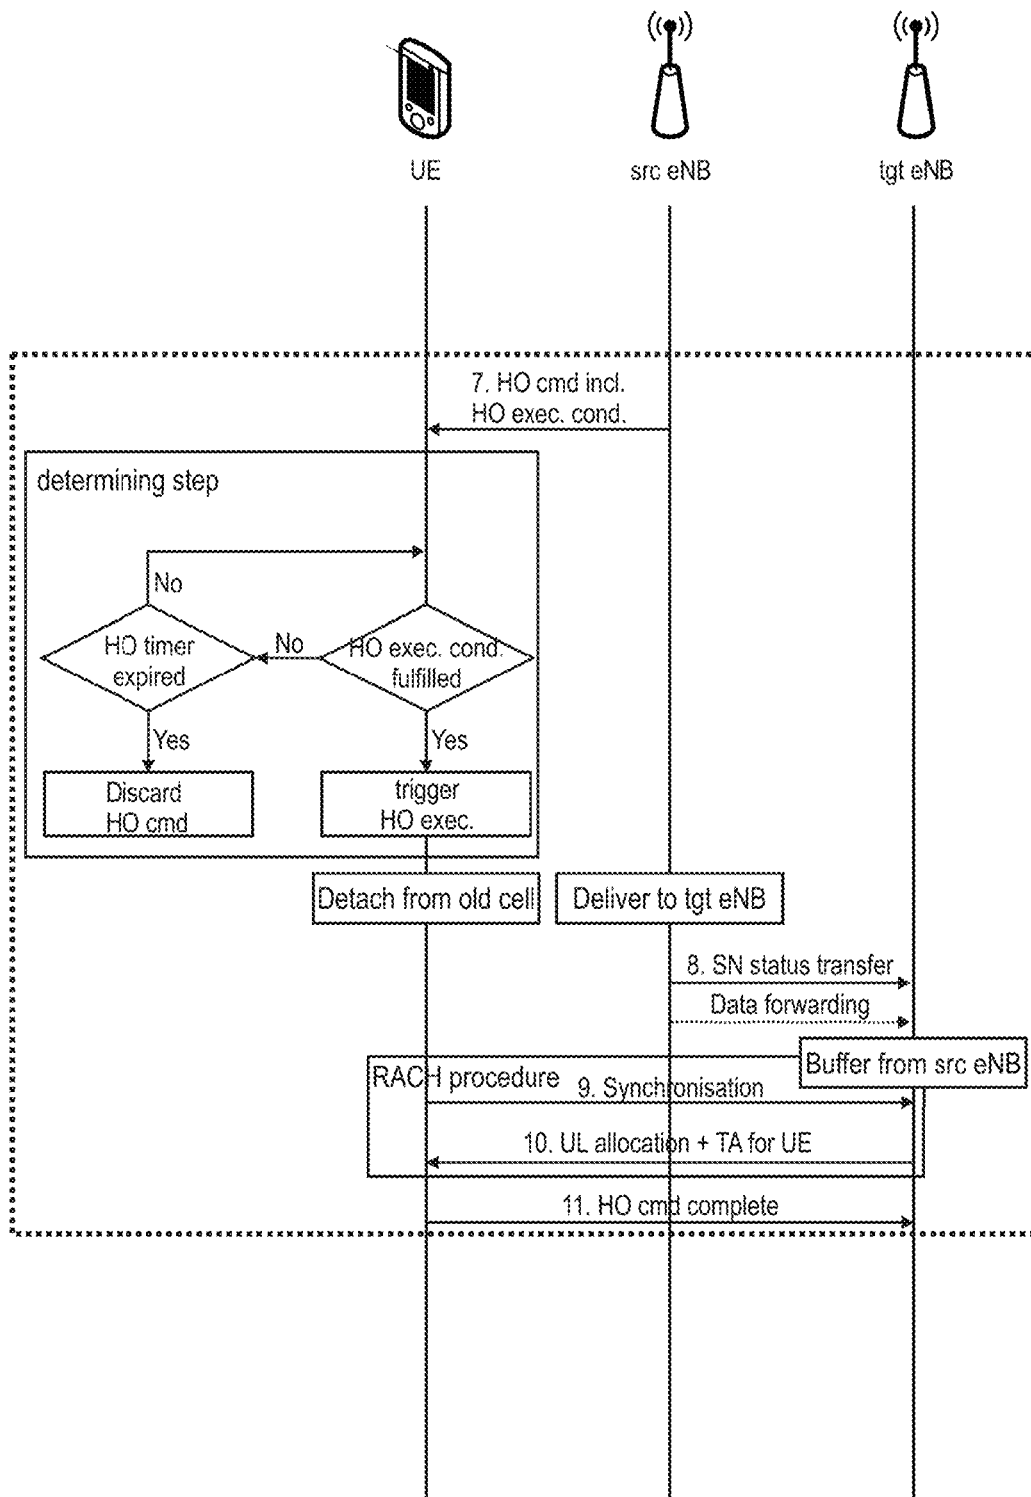 UE
src eNB
tgt eNB
7. HO cmd incl.
HO exec. cond.
determining step
No
HO timer
expired
No
HO exec. cond.
fulfilled
Yes
Yes
Discard
HO cmd
trigger
HO exec.
Detach from old cell
Deliver to tgt eNB
8. SN status transfer
Data forwarding
Buffer from src eNB
RACH procedure
9. Synchronisation
10. UL allocation + TA for UE
11. HO cmd complete